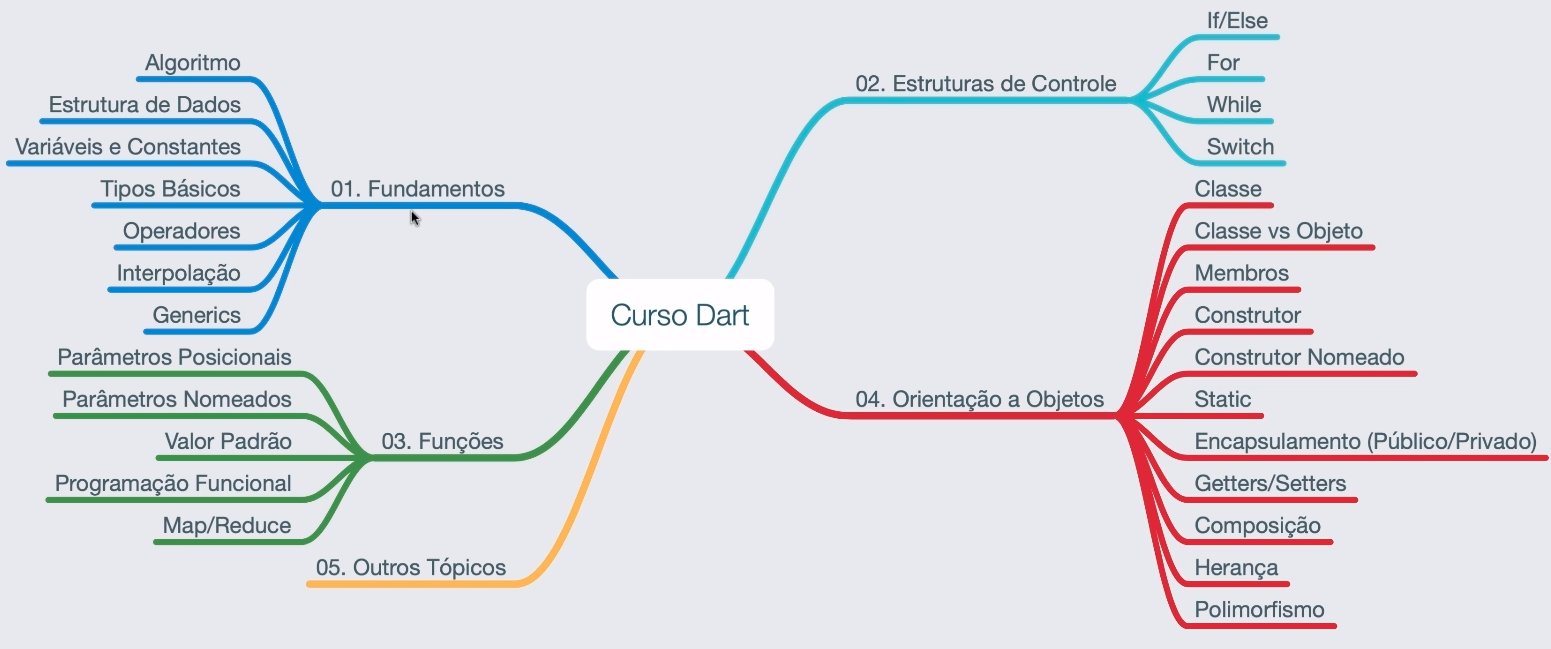 Curso Dart
01. Fundamentos
Algoritmo
Estrutura de Dados
Variáveis e Constantes
Tipos Básicos
Operadores
Interpolação
Generics
02. Estruturas de Controle
If/Else
For
While
Switch
03. Funções
Parâmetros Posicionais
Parâmetros Nomeados
Valor Padrão
Programação Funcional
Map/Reduce
04. Orientação a Objetos
Classe
Classe vs Objeto
Membros
Construtor
Construtor Nomeado
Static
Encapsulamento (Público/Privado)
Getters/Setters
Composição
Herança
Polimorfismo
05. Outros Tópicos